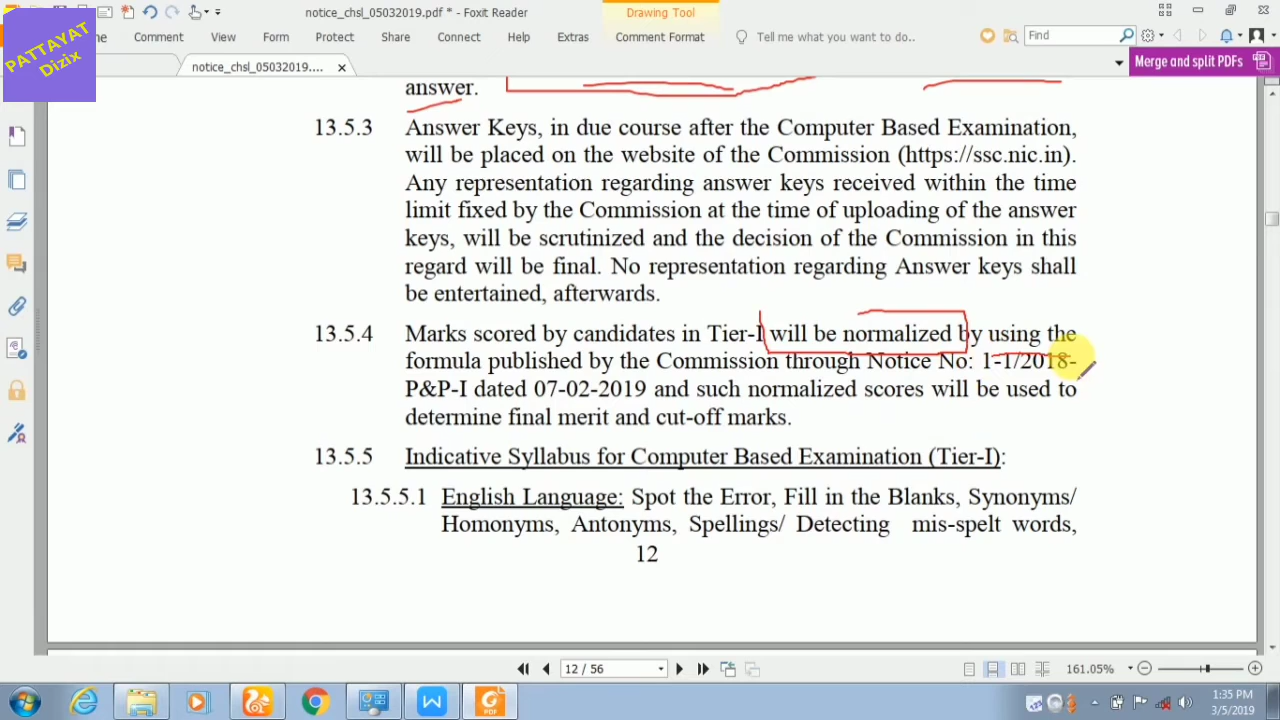 notice_chsl_05032019.pdf * - Foxit Reader
Drawing Tool
PATTAYAT
Dizix
me Comment View Form Protect Share Connect Help Extras Comment Format Tell me what you want to do.. Find
notice_chsl_05032019.... Merge and split PDFs
answer.
13.5.3 Answer Keys, in due course after the Computer Based Examination,
will be placed on the website of the Commission (https://ssc.nic.in).
Any representation regarding answer keys received within the time
limit fixed by the Commission at the time of uploading of the answer
keys, will be scrutinized and the decision of the Commission in this
regard will be final. No representation regarding Answer keys shall
be entertained, afterwards.
13.5.4 Marks scored by candidates in Tier-I will be normalized by using the
formula published by the Commission through Notice No: 1-1/2018-
P&P-I dated 07-02-2019 and such normalized scores will be used to
determine final merit and cut-off marks.
13.5.5 Indicative Syllabus for Computer Based Examination (Tier-I):
13.5.5.1 English Language: Spot the Error, Fill in the Blanks, Synonyms/
Homonyms, Antonyms, Spellings/ Detecting mis-spelt words,
12
12 / 56 161.05%
1:35 PM
3/5/2019